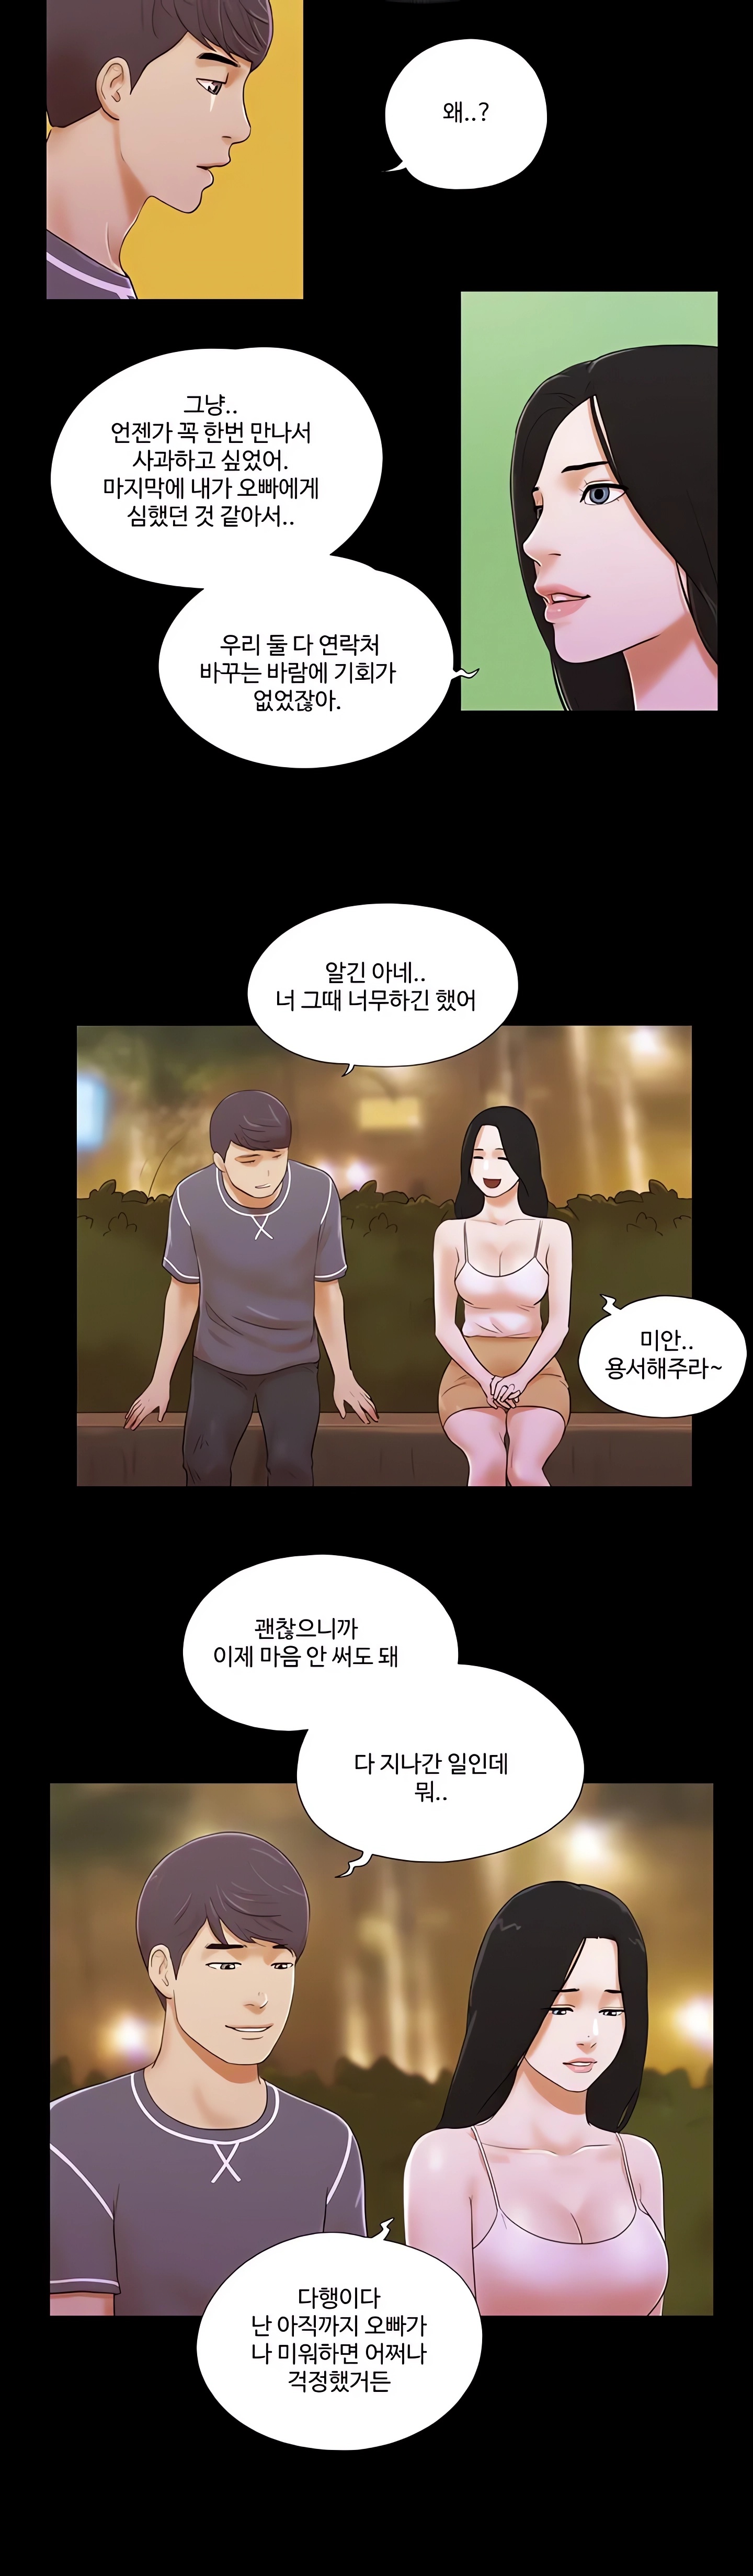 왜..?
그냥..
언젠가 꼭 한번 만나서
사과하고 싶었어.
마지막에 내가 오빠에게
심했던 것 같아서..
우리 둘 다 연락처
바꾸는 바람에 기회가
없었잖아.
알긴 아네..
너 그때 너무하긴 했어
미안..
용서해주라~
괜찮으니까
이제 마음 안 써도 돼
다 지나간 일인데
뭐..
다행이다
난 아직까지 오빠가
나 미워하면 어쩌나
걱정했거든